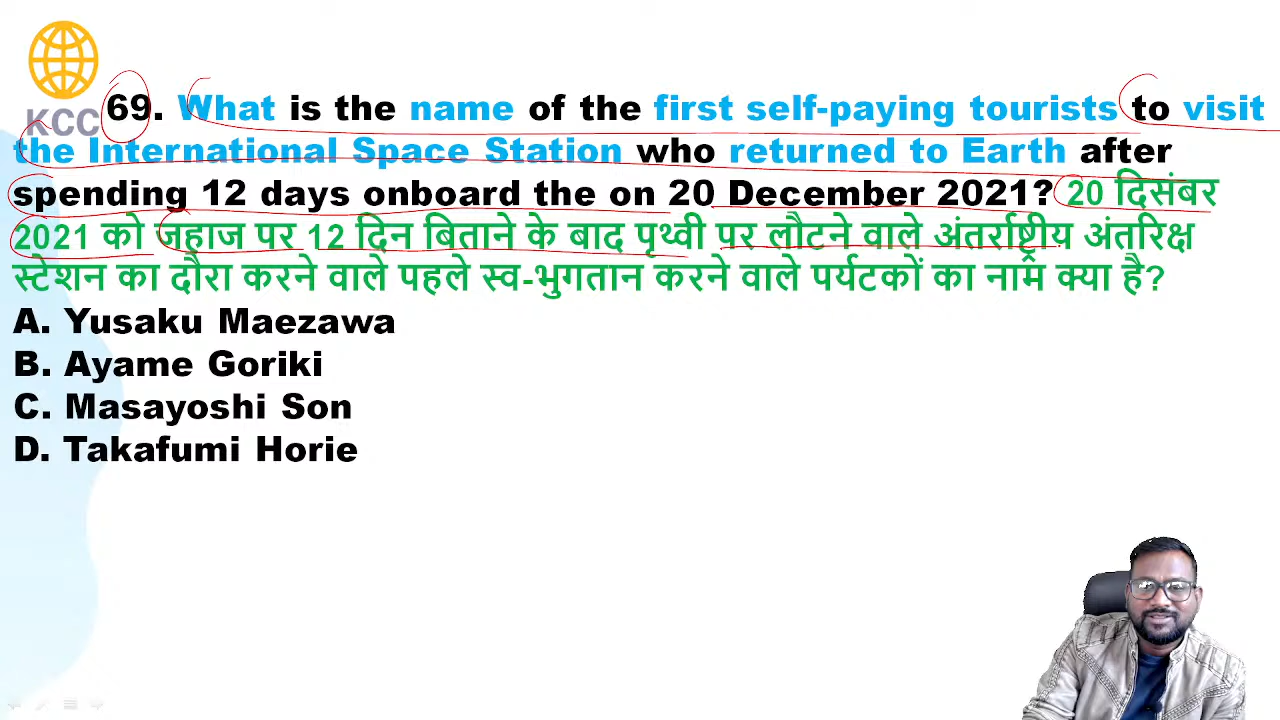 KCC
69. What is the name of the first self-paying tourists to visit
the International Space Station who returned to Earth after
spending 12 days onboard the on 20 December 2021? 20 दिसंबर
2021 को जहाज पर 12 दिन बिताने के बाद पृथ्वी पर लौटने वाले अंतर्राष्ट्रीय अंतरिक्ष
स्टेशन का दौरा करने वाले पहले स्व-भुगतान करने वाले पर्यटकों का नाम क्या है?
A. Yusaku Maezawa
B. Ayame Goriki
C. Masayoshi Son
D. Takafumi Horie